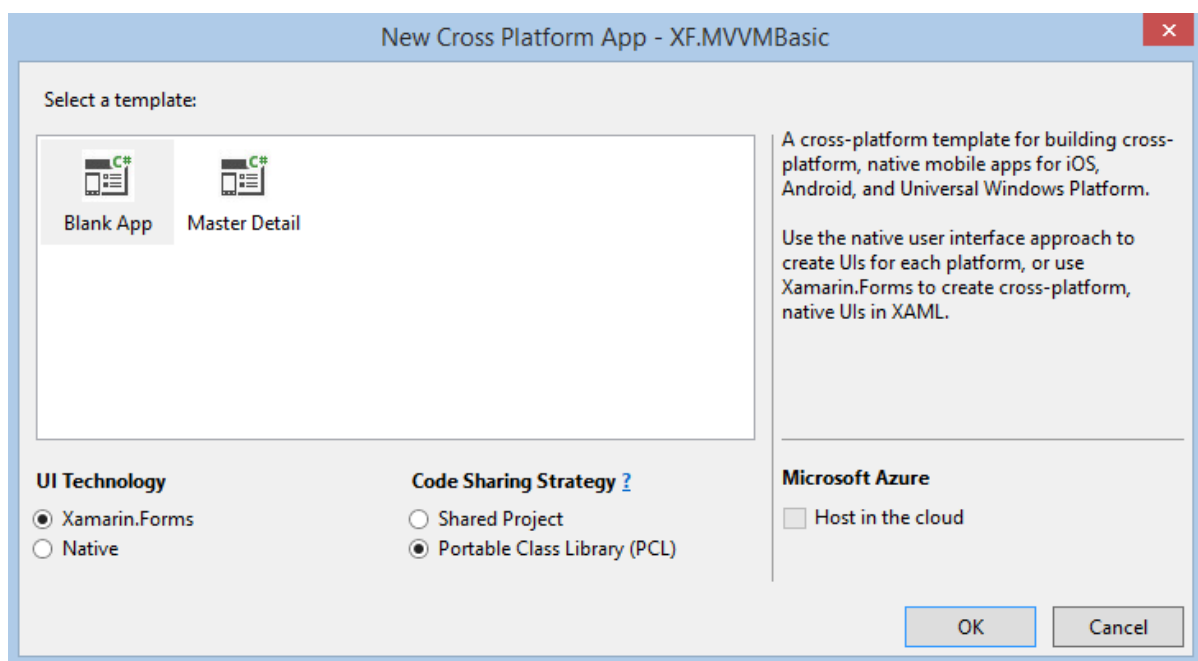 New Cross Platform App - XF.MVVMBasic
×
Select a template:
C#
Blank App
C#
Master Detail
A cross-platform template for building cross-
platform, native mobile apps for iOS,
Android, and Universal Windows Platform.
Use the native user interface approach to
create UIs for each platform, or use
Xamarin.Forms to create cross-platform,
native UIs in XAML.
UI Technology
Xamarin.Forms
Native
Code Sharing Strategy ?
Shared Project
Portable Class Library (PCL)
Microsoft Azure
Host in the cloud
OK
Cancel